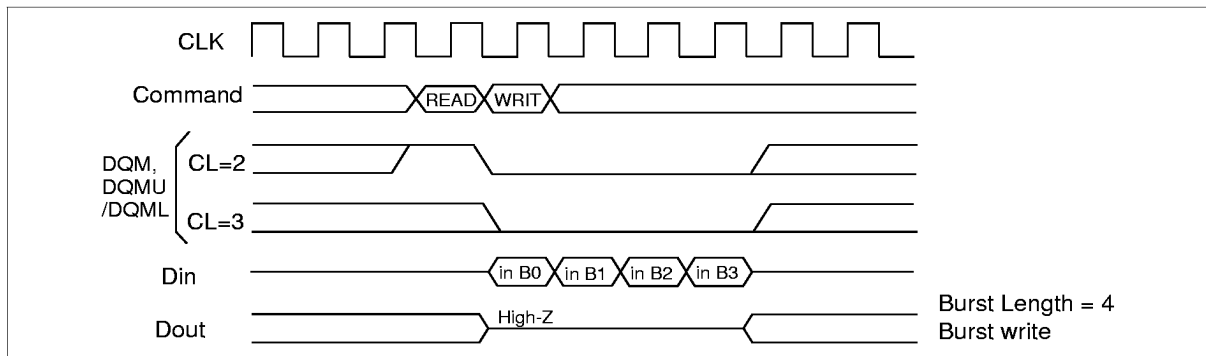 CLK
Command
READ WRIT
DQM,
DQMU
/DQML
CL=2
CL=3
Din
in B0 in B1 in B2 in B3
Dout
High-Z
Burst Length = 4
Burst write